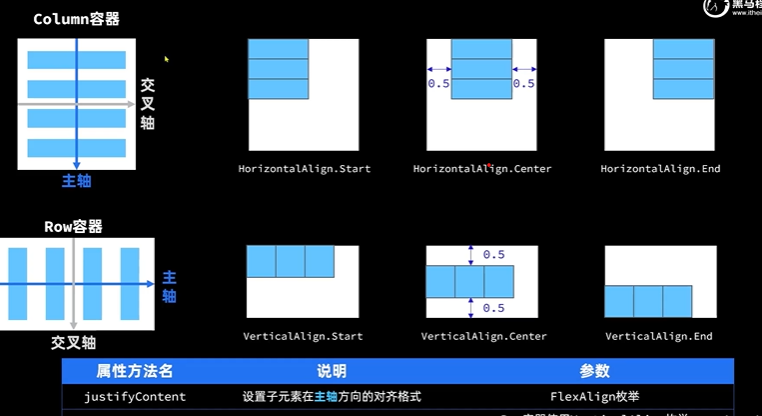 Column容器
黑马程
www.ithei
交叉轴
0.5
0.5
主轴
HorizontalAlign.Start
HorizontalAlign.Center
HorizontalAlign.End
Row容器
主轴
0.5
0.5
交叉轴
VerticalAlign.Start
VerticalAlign.Center
VerticalAlign.End
属性方法名 说明 参数
justifyContent 设置子元素在主轴方向的对齐格式 FlexAlign枚举